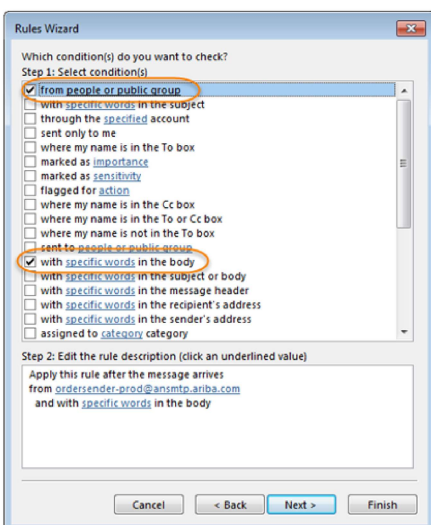 Rules Wizard
Which condition(s) do you want to check?
Step 1: Select condition(s)
from people or public group
with specific words in the subject
through the specified account
sent only to me
where my name is in the To box
marked as importance
marked as sensitivity
flagged for action
where my name is in the Cc box
where my name is in the To or Cc box
where my name is not in the To box
sent to people or public group
with specific words in the body
with specific words in the subject or body
with specific words in the message header
with specific words in the recipient's address
with specific words in the sender's address
assigned to category category
Step 2: Edit the rule description (click an underlined value)
Apply this rule after the message arrives
from ordersender-prod@ansmtp.ariba.com
and with specific words in the body
Cancel < Back Next > Finish